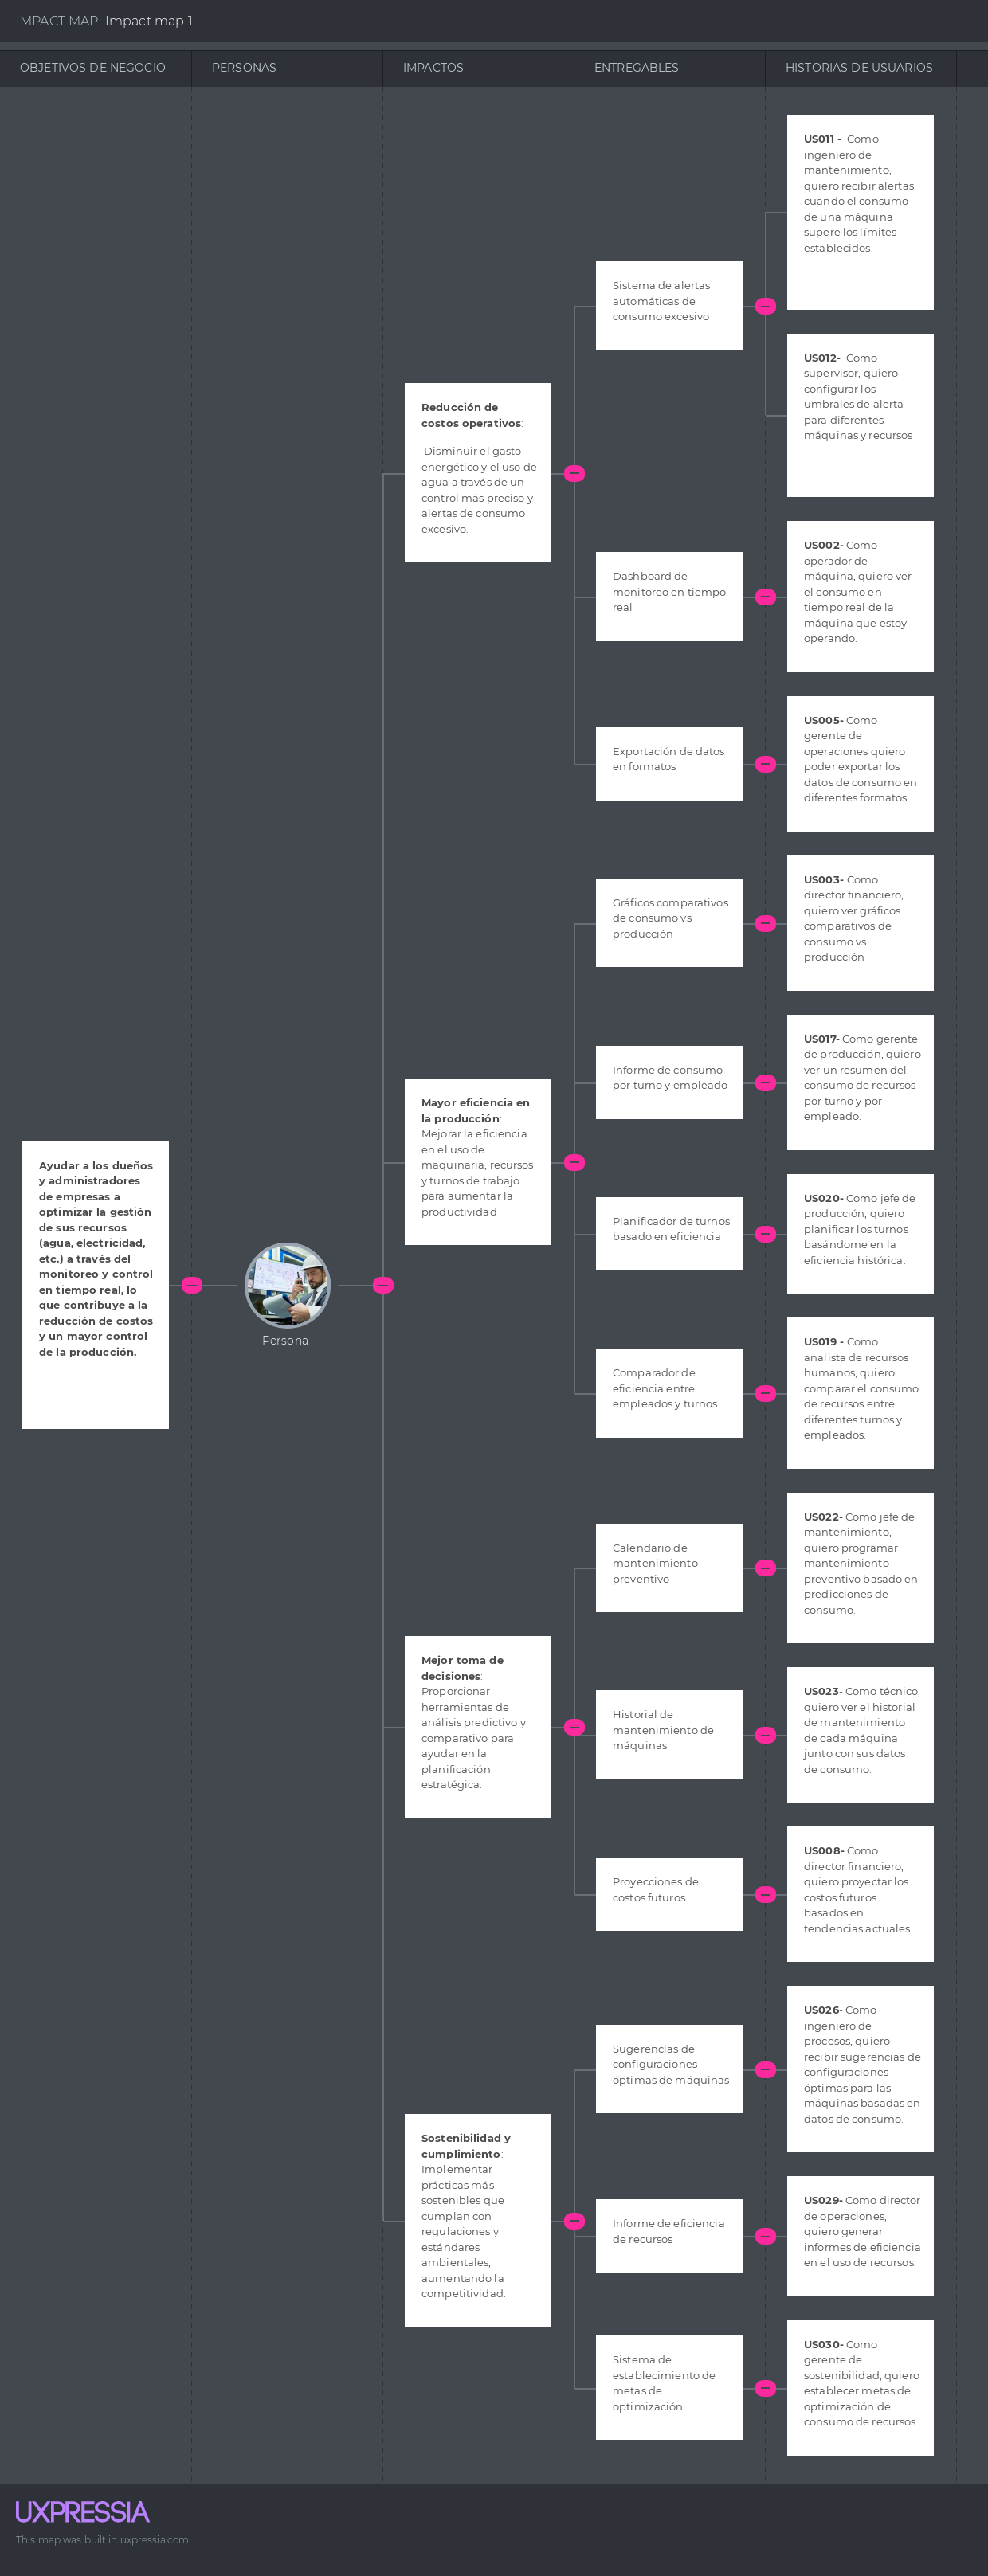 IMPACT MAP: Impact map 1
OBJETIVOS DE NEGOCIO
PERSONAS
IMPACTOS
ENTREGABLES
HISTORIAS DE USUARIOS
Ayudar a los dueños
y administradores
de empresas a
optimizar la gestión
de sus recursos
(agua, electricidad,
etc.) a través del
monitoreo y control
en tiempo real, lo
que contribuye a la
reducción de costos
y un mayor control
de la producción.
Persona
Reducción de
costos operativos:
Disminuir el gasto
energético y el uso de
agua a través de un
control más preciso y
alertas de consumo
excesivo.
Sistema de alertas
automáticas de
consumo excesivo
US011 - Como
ingeniero de
mantenimiento,
quiero recibir alertas
cuando el consumo
de una máquina
supere los límites
establecidos.
US012- Como
supervisor, quiero
configurar los
umbrales de alerta
para diferentes
máquinas y recursos
Dashboard de
monitoreo en tiempo
real
US002- Como
operador de
máquina, quiero ver
el consumo en
tiempo real de la
máquina que estoy
operando.
Exportación de datos
en formatos
US005- Como
gerente de
operaciones quiero
poder exportar los
datos de consumo en
diferentes formatos.
Mayor eficiencia en
la producción:
Mejorar la eficiencia
en el uso de
maquinaria, recursos
y turnos de trabajo
para aumentar la
productividad
Gráficos comparativos
de consumo vs
producción
US003- Como
director financiero,
quiero ver gráficos
comparativos de
consumo vs.
producción
Informe de consumo
por turno y empleado
US017- Como gerente
de producción, quiero
ver un resumen del
consumo de recursos
por turno y por
empleado.
Planificador de turnos
basado en eficiencia
US020- Como jefe de
producción, quiero
planificar los turnos
basándome en la
eficiencia histórica.
Comparador de
eficiencia entre
empleados y turnos
US019 - Como
analista de recursos
humanos, quiero
comparar el consumo
de recursos entre
diferentes turnos y
empleados.
Mejor toma de
decisiones:
Proporcionar
herramientas de
análisis predictivo y
comparativo para
ayudar en la
planificación
estratégica.
Calendario de
mantenimiento
preventivo
US022- Como jefe de
mantenimiento,
quiero programar
mantenimiento
preventivo basado en
predicciones de
consumo.
Historial de
mantenimiento de
máquinas
US023- Como técnico,
quiero ver el historial
de mantenimiento
de cada máquina
junto con sus datos
de consumo.
Proyecciones de
costos futuros
US008- Como
director financiero,
quiero proyectar los
costos futuros
basados en
tendencias actuales.
Sostenibilidad y
cumplimiento:
Implementar
prácticas más
sostenibles que
cumplan con
regulaciones y
estándares
ambientales,
aumentando la
competitividad.
Sugerencias de
configuraciones
óptimas de máquinas
US026- Como
ingeniero de
procesos, quiero
recibir sugerencias de
configuraciones
óptimas para las
máquinas basadas en
datos de consumo.
Informe de eficiencia
de recursos
US029- Como director
de operaciones,
quiero generar
informes de eficiencia
en el uso de recursos.
Sistema de
establecimiento de
metas de
optimización
US030- Como
gerente de
sostenibilidad, quiero
establecer metas de
optimización de
consumo de recursos.
UXPRESSIA
This map was built in uxpressia.com